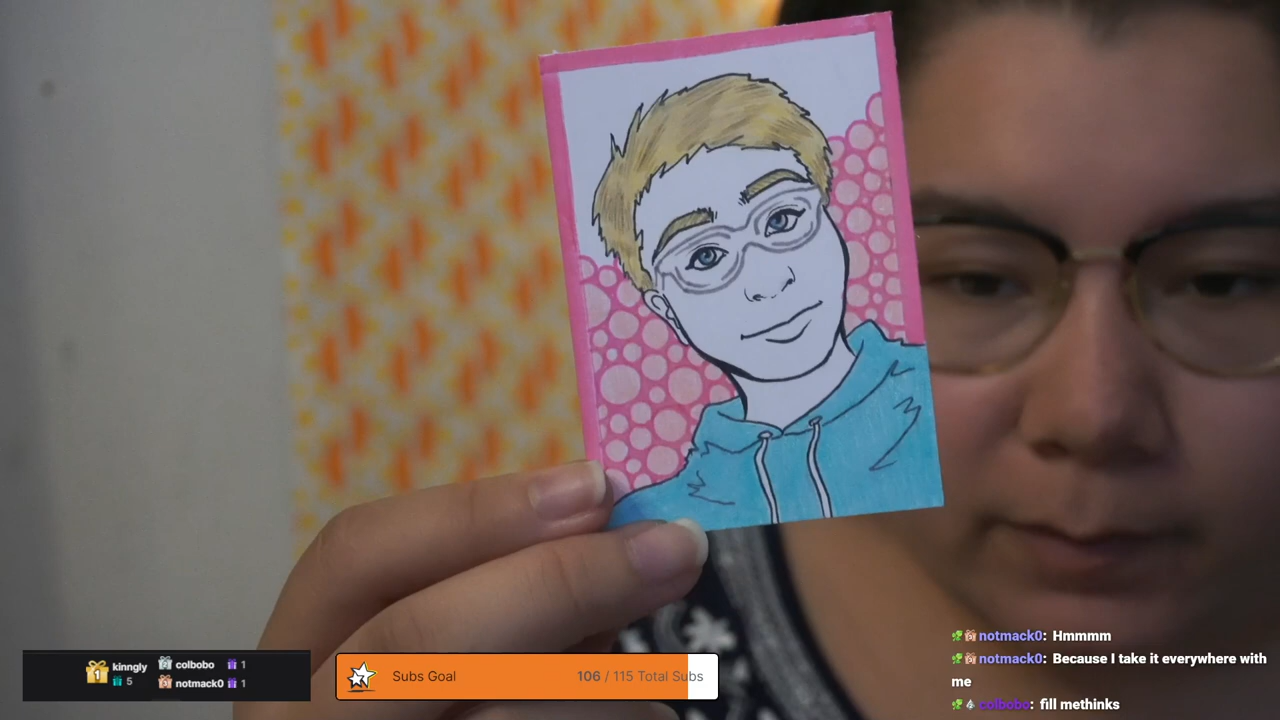 1
kinngly
5
colbobo 1
notmack0 1
Subs Goal 106 / 115 Total Subs
notmack0: Hmmmm
notmack0: Because I take it everywhere with
me
colbobo: fill methinks